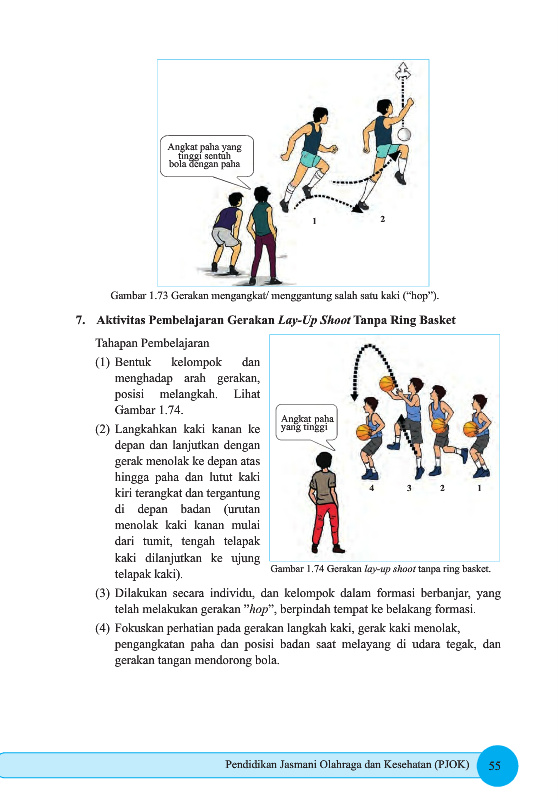 Angkat paha yang
tinggi sentuh
bola dengan paha
1
2
Gambar 1.73 Gerakan mengangkat/ menggantung salah satu kaki (“hop”).
7. Aktivitas Pembelajaran Gerakan Lay-Up Shoot Tanpa Ring Basket
Tahapan Pembelajaran
(1) Bentuk kelompok dan
menghadap arah gerakan,
posisi melangkah. Lihat
Gambar 1.74.
(2) Langkahkan kaki kanan ke
depan dan lanjutkan dengan
gerak menolak ke depan atas
hingga paha dan lutut kaki
kiri terangkat dan tergantung
di depan badan (urutan
menolak kaki kanan mulai
dari tumit, tengah telapak
kaki dilanjutkan ke ujung
telapak kaki).
Angkat paha
yang tinggi
4 3 2 1
Gambar 1.74 Gerakan lay-up shoot tanpa ring basket.
(3) Dilakukan secara individu, dan kelompok dalam formasi berbanjar, yang
telah melakukan gerakan ”hop”, berpindah tempat ke belakang formasi.
(4) Fokuskan perhatian pada gerakan langkah kaki, gerak kaki menolak,
pengangkatan paha dan posisi badan saat melayang di udara tegak, dan
gerakan tangan mendorong bola.
Pendidikan Jasmani Olahraga dan Kesehatan (PJOK) 55